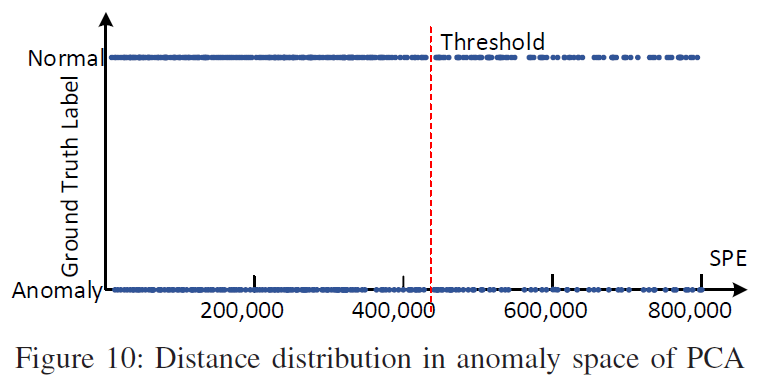 Threshold
Normal
Ground Truth Label
SPE
Anomaly
200,000 400,000 600,000 800,000
Figure 10: Distance distribution in anomaly space of PCA